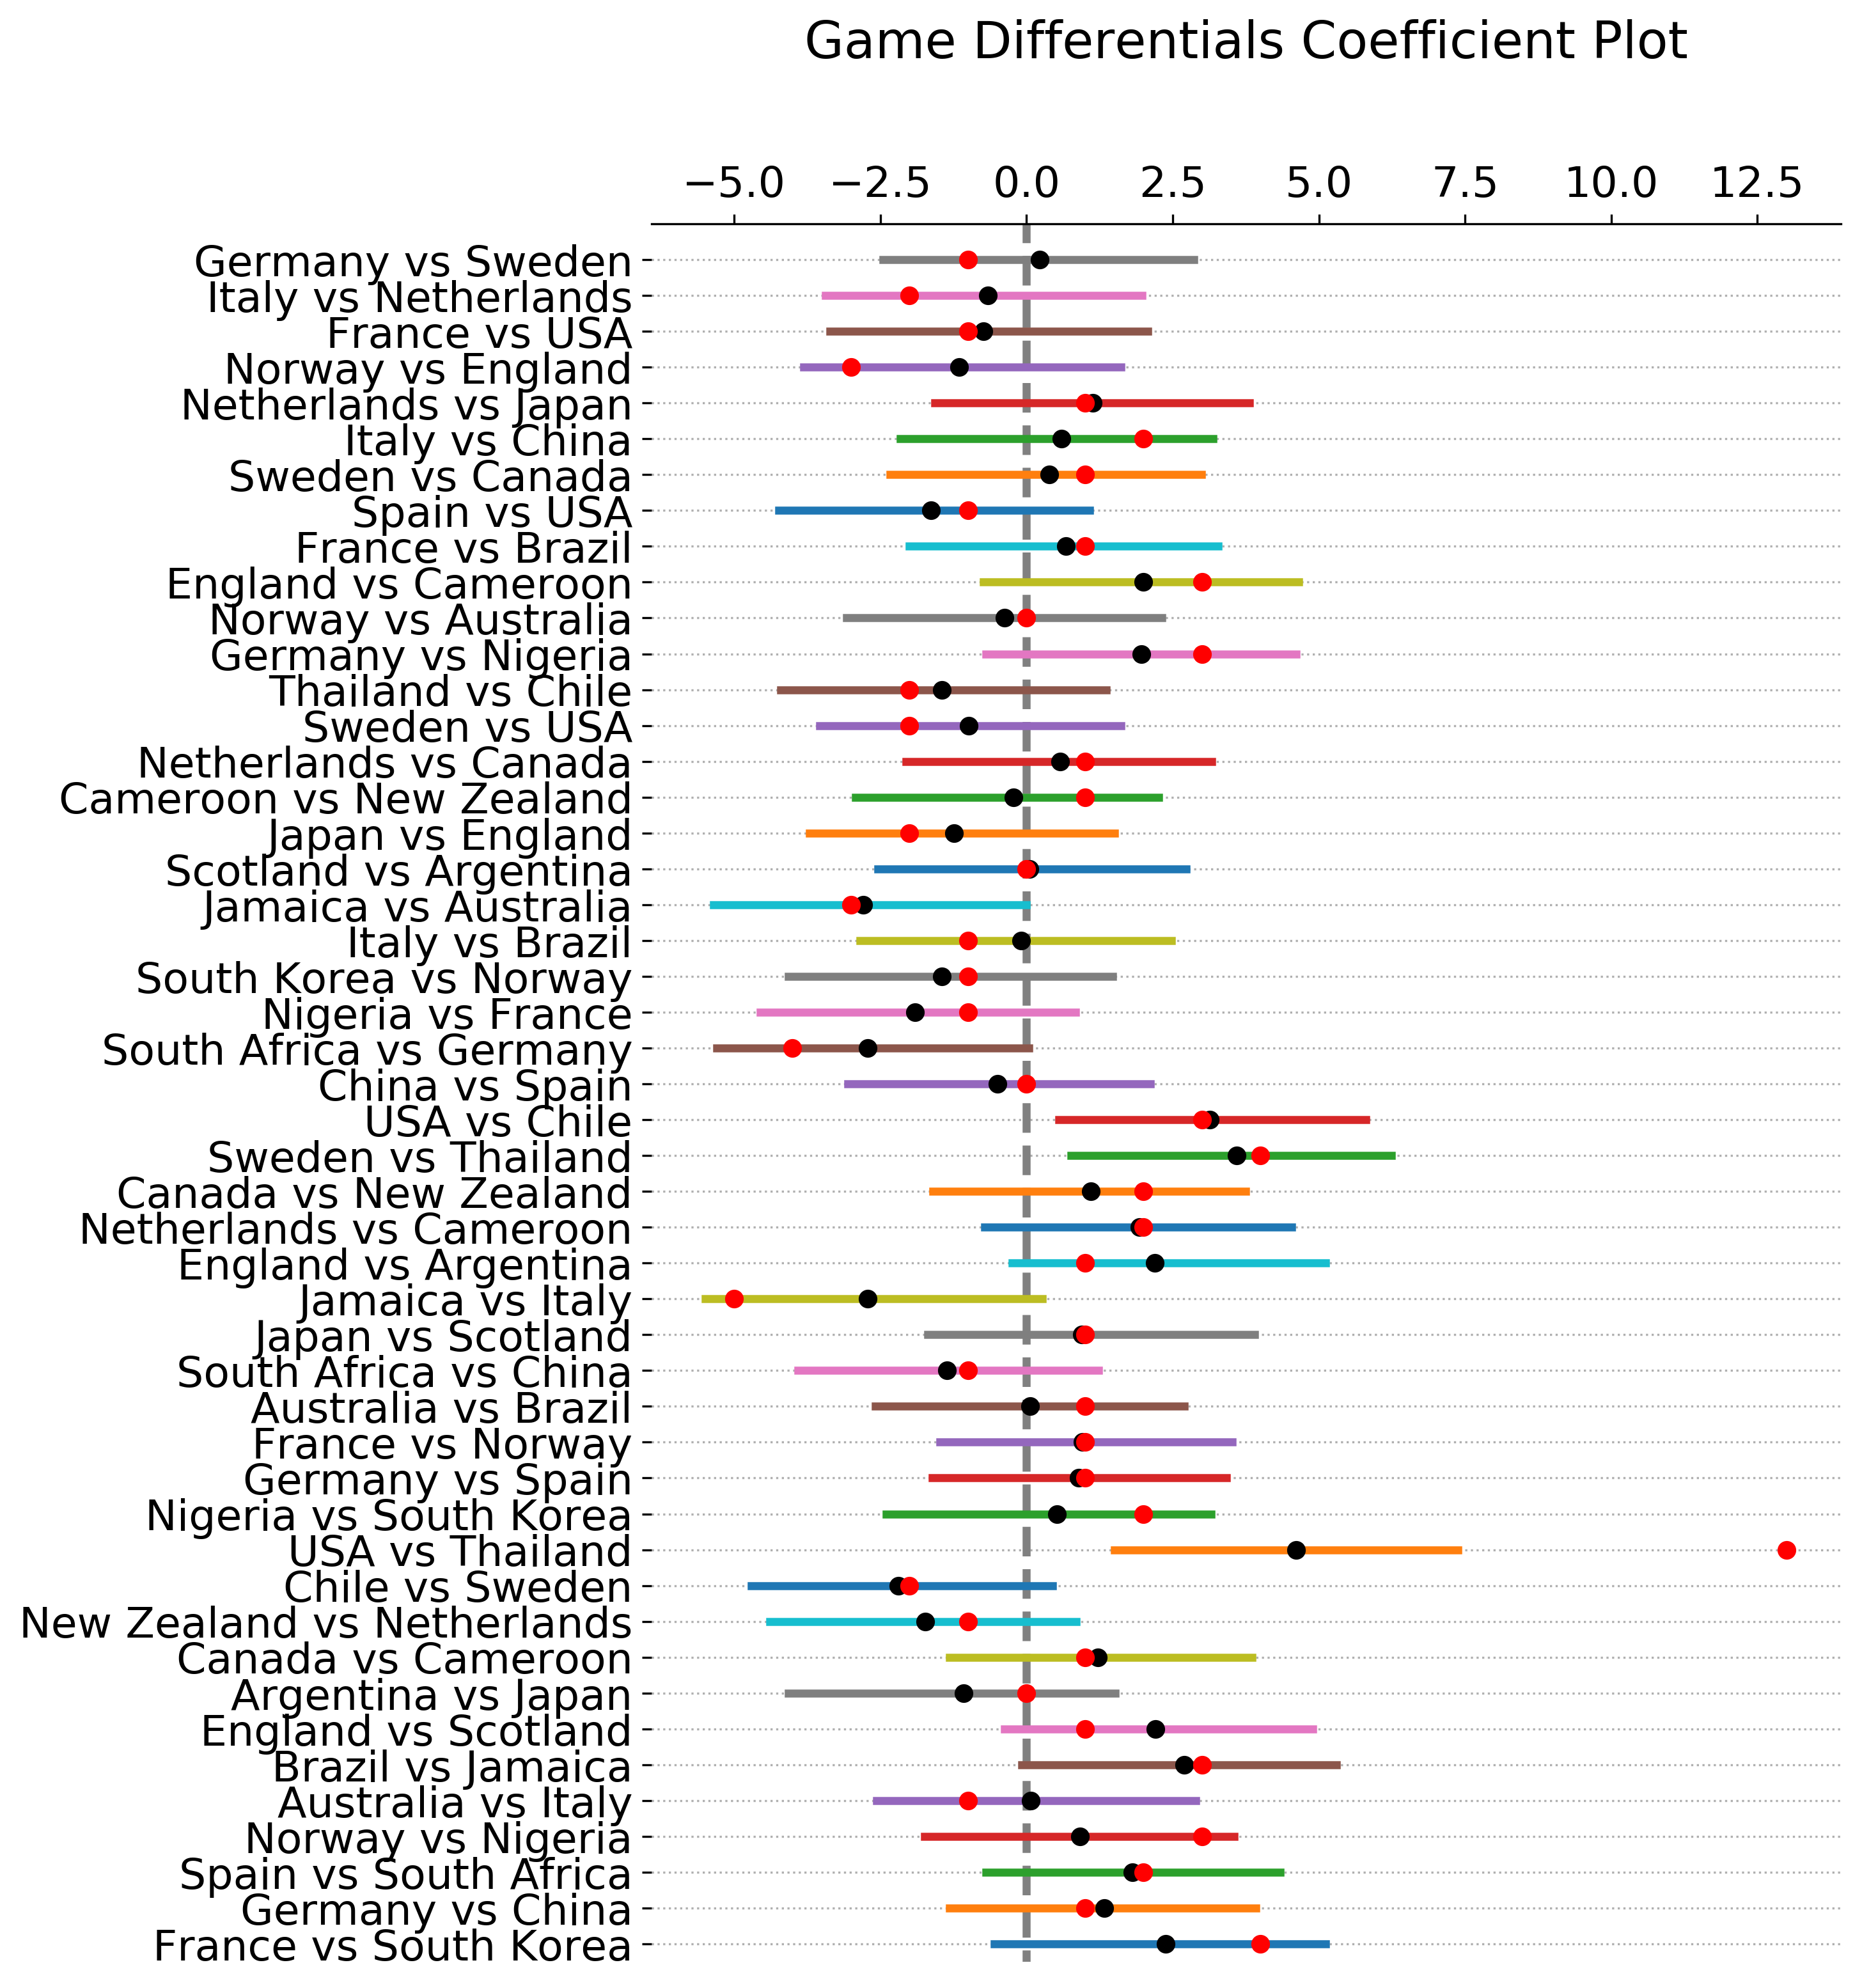 Game Differentials Coefficient Plot
−5.0 −2.5 0.0 2.5 5.0 7.5 10.0 12.5
Germany vs Sweden
Italy vs Netherlands
France vs USA
Norway vs England
Netherlands vs Japan
Italy vs China
Sweden vs Canada
Spain vs USA
France vs Brazil
England vs Cameroon
Norway vs Australia
Germany vs Nigeria
Thailand vs Chile
Sweden vs USA
Netherlands vs Canada
Cameroon vs New Zealand
Japan vs England
Scotland vs Argentina
Jamaica vs Australia
Italy vs Brazil
South Korea vs Norway
Nigeria vs France
South Africa vs Germany
China vs Spain
USA vs Chile
Sweden vs Thailand
Canada vs New Zealand
Netherlands vs Cameroon
England vs Argentina
Jamaica vs Italy
Japan vs Scotland
South Africa vs China
Australia vs Brazil
France vs Norway
Germany vs Spain
Nigeria vs South Korea
USA vs Thailand
Chile vs Sweden
New Zealand vs Netherlands
Canada vs Cameroon
Argentina vs Japan
England vs Scotland
Brazil vs Jamaica
Australia vs Italy
Norway vs Nigeria
Spain vs South Africa
Germany vs China
France vs South Korea